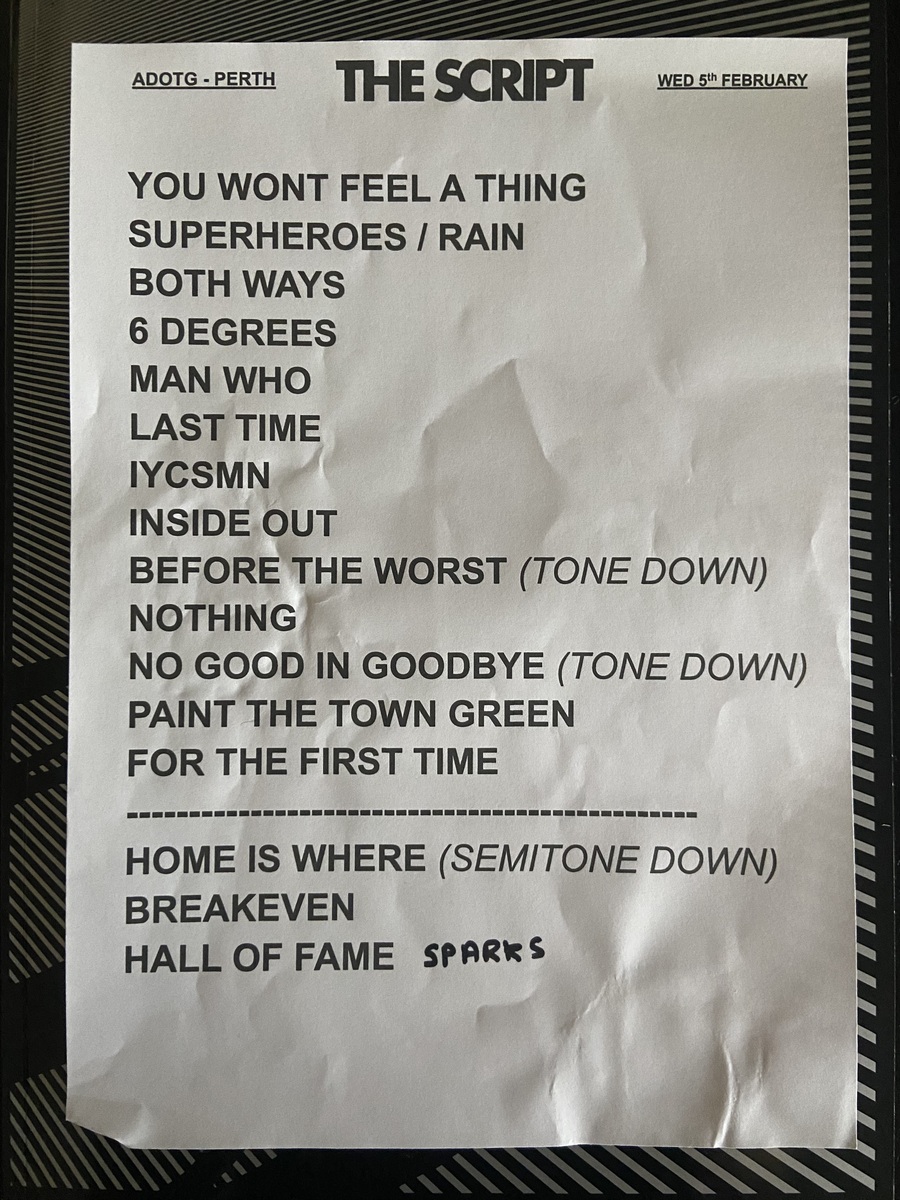 ADOTG - PERTH THE SCRIPT WED 5th FEBRUARY
YOU WONT FEEL A THING
SUPERHEROES / RAIN
BOTH WAYS
6 DEGREES
MAN WHO
LAST TIME
IYCSMN
INSIDE OUT
BEFORE THE WORST (TONE DOWN)
NOTHING
NO GOOD IN GOODBYE (TONE DOWN)
PAINT THE TOWN GREEN
FOR THE FIRST TIME
----------------------------------------------
HOME IS WHERE (SEMITONE DOWN)
BREAKEVEN
HALL OF FAME SPARKS